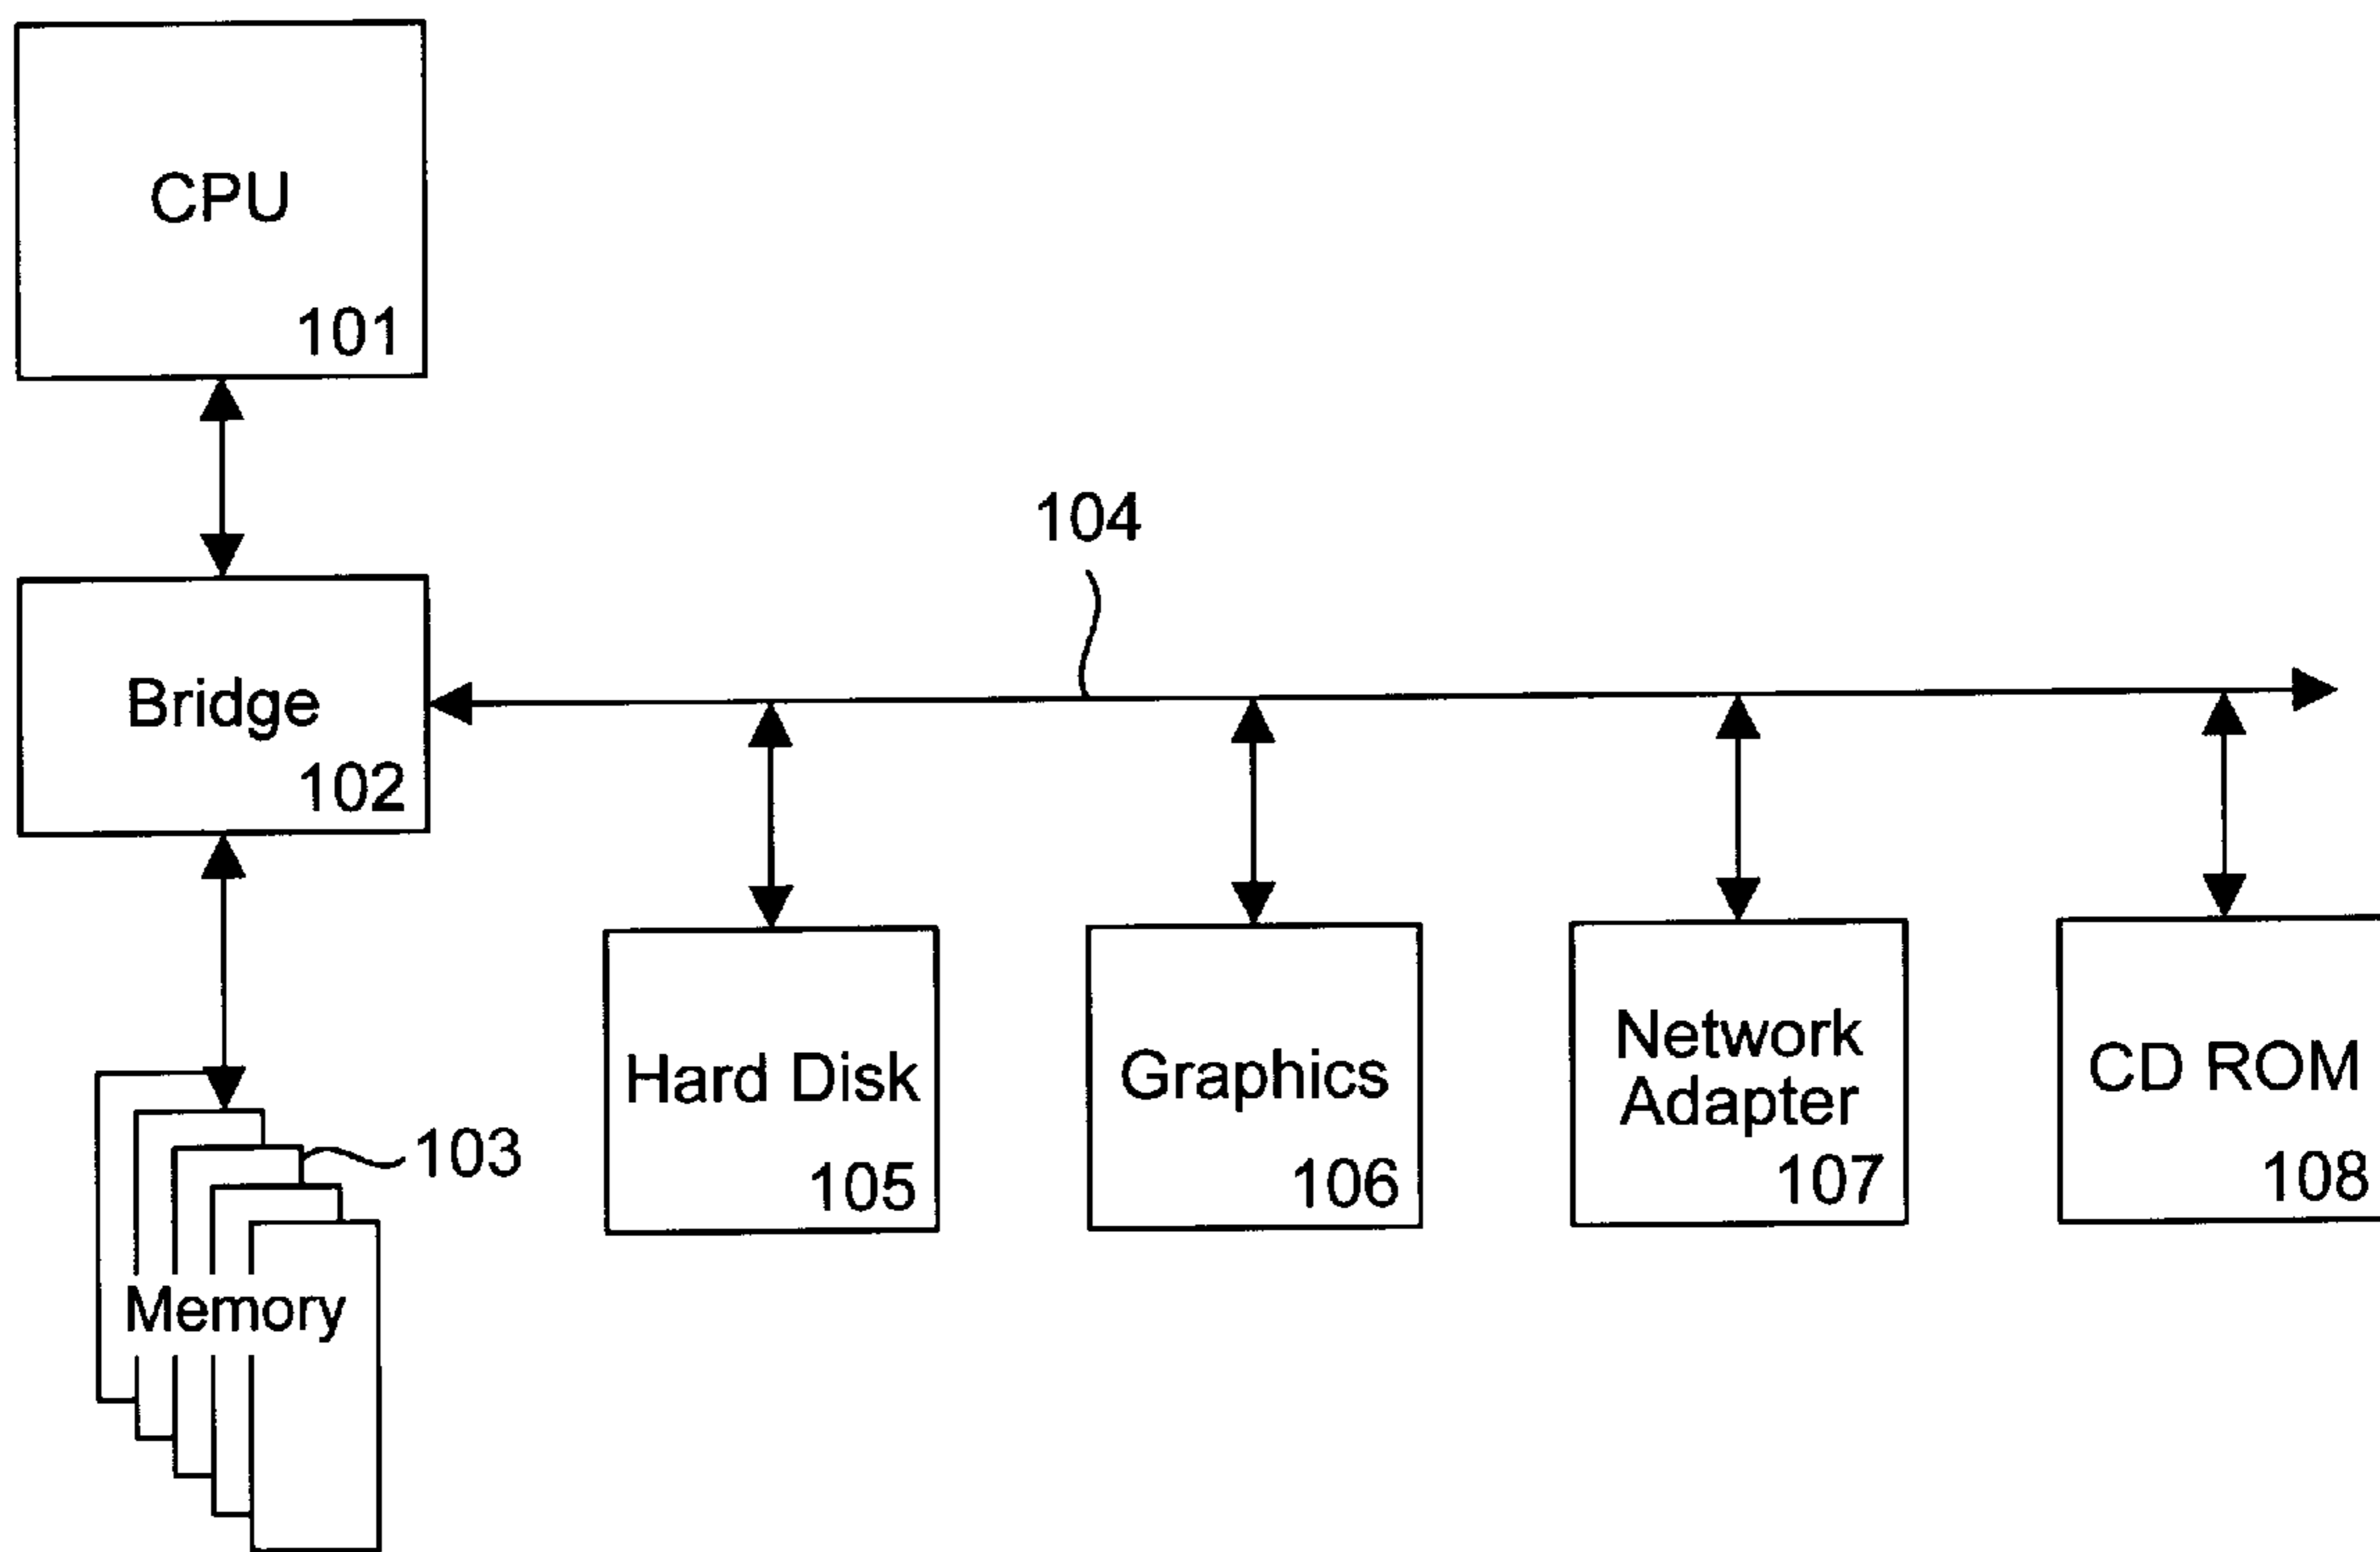 CPU
101
104
Bridge
102
103
Memory
Hard Disk
105
Graphics
106
Network
Adapter
107
CD ROM
108